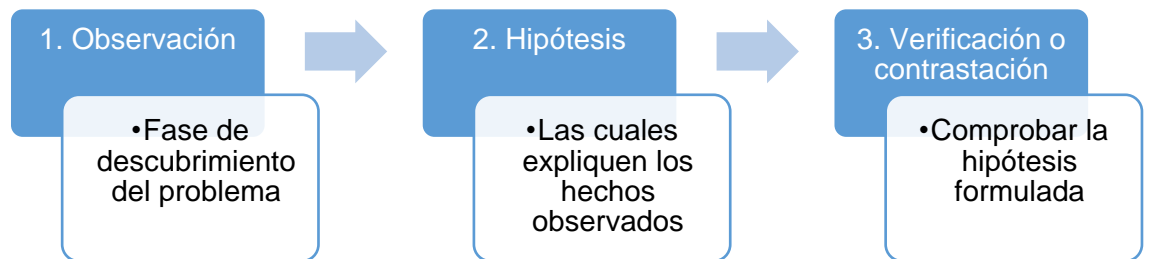 1. Observación
•Fase de
descubrimiento
del problema
2. Hipótesis
•Las cuales
expliquen los
hechos
observados
3. Verificación o
contrastación
•Comprobar la
hipótesis
formulada